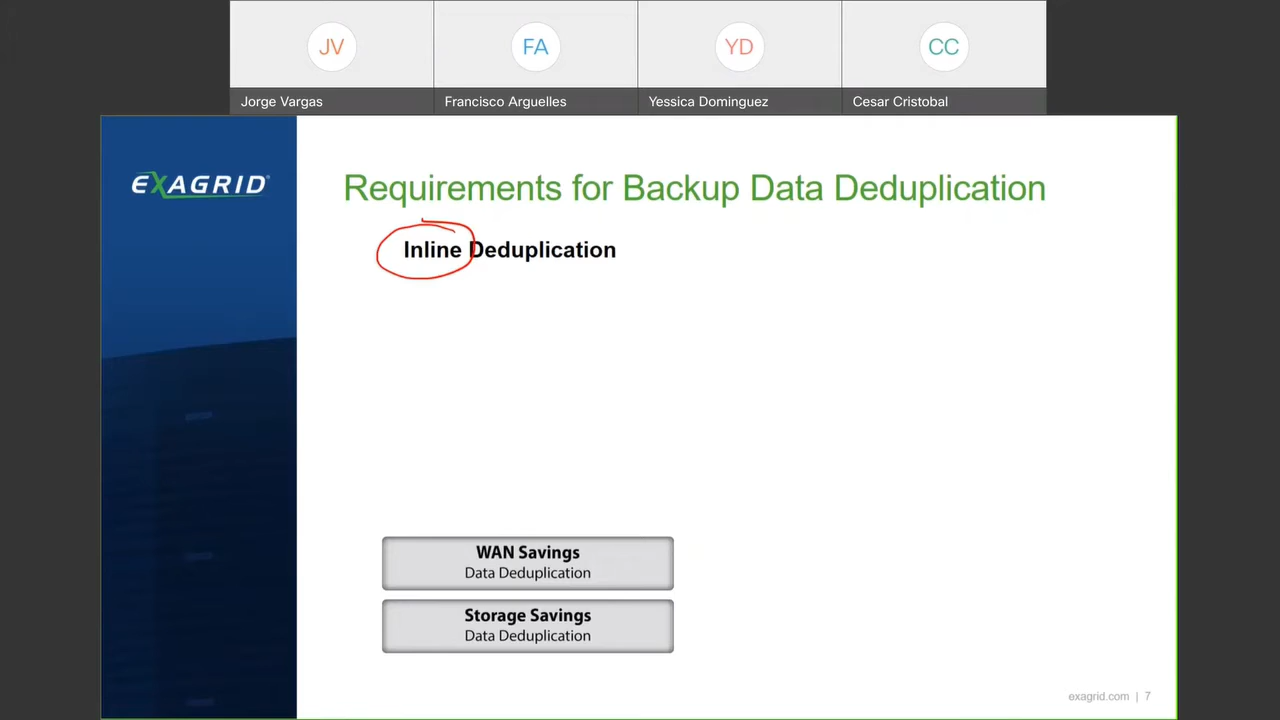 JV
FA
YD
CC
Jorge Vargas
Francisco Arguelles
Yessica Dominguez
Cesar Cristobal
EXAGRID®
Requirements for Backup Data Deduplication
Inline Deduplication
WAN Savings
Data Deduplication
Storage Savings
Data Deduplication
exagrid.com | 7